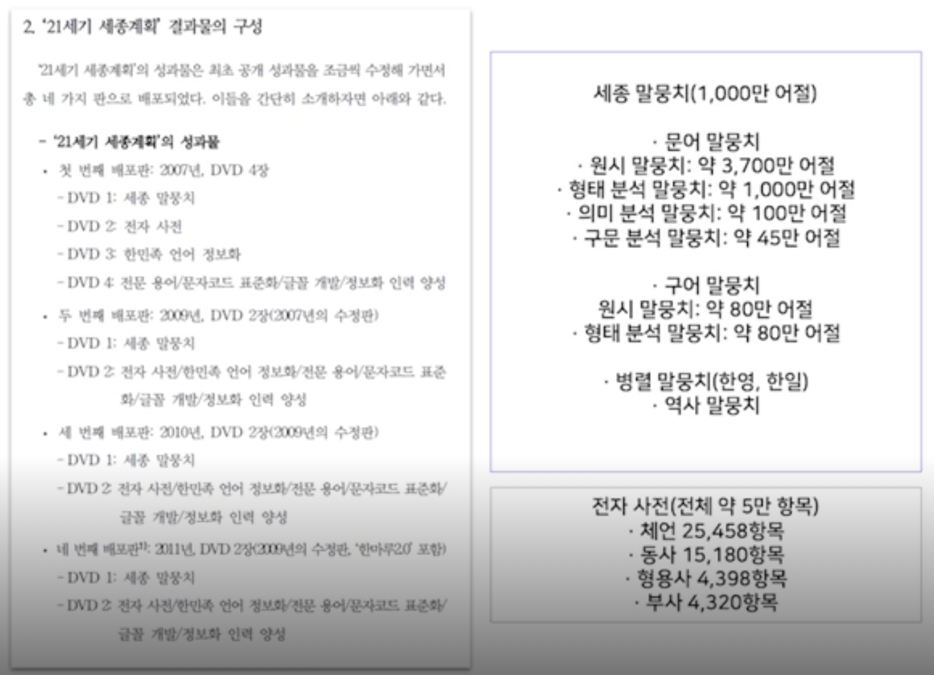 2. '21세기 세종계획' 결과물의 구성
'21세기 세종계획'의 성과물은 최초 공개 성과물을 조금씩 수정해 가면서
총 네 가지 판으로 배포되었다. 이들을 간단히 소개하자면 아래와 같다.
- '21세기 세종계획'의 성과물
• 첫 번째 배포판: 2007년, DVD 4장
- DVD 1: 세종 말뭉치
- DVD 2: 전자 사전
- DVD 3: 한민족 언어 정보화
- DVD 4: 전문 용어/문자코드 표준화/글꼴 개발/정보화 인력 양성
• 두 번째 배포판: 2009년, DVD 2장(2007년의 수정판)
- DVD 1: 세종 말뭉치
- DVD 2: 전자 사전/한민족 언어 정보화/전문 용어/문자코드 표준
화/글꼴 개발/정보화 인력 양성
• 세 번째 배포판: 2010년, DVD 2장(2009년의 수정판)
- DVD 1: 세종 말뭉치
- DVD 2: 전자 사전/한민족 언어 정보화/전문 용어/문자코드 표준화/
글꼴 개발/정보화 인력 양성
• 네 번째 배포판1): 2011년, DVD 2장(2009년의 수정판, '한마루2.0' 포함)
- DVD 1: 세종 말뭉치
- DVD 2: 전자 사전/한민족 언어 정보화/전문 용어/문자코드 표준화/
글꼴 개발/정보화 인력 양성
세종 말뭉치(1,000만 어절)
· 문어 말뭉치
· 원시 말뭉치: 약 3,700만 어절
· 형태 분석 말뭉치: 약 1,000만 어절
· 의미 분석 말뭉치: 약 100만 어절
· 구문 분석 말뭉치: 약 45만 어절
· 구어 말뭉치
원시 말뭉치: 약 80만 어절
· 형태 분석 말뭉치: 약 80만 어절
· 병렬 말뭉치(한영, 한일)
· 역사 말뭉치
전자 사전(전체 약 5만 항목)
· 체언 25,458항목
· 동사 15,180항목
· 형용사 4,398항목
· 부사 4,320항목